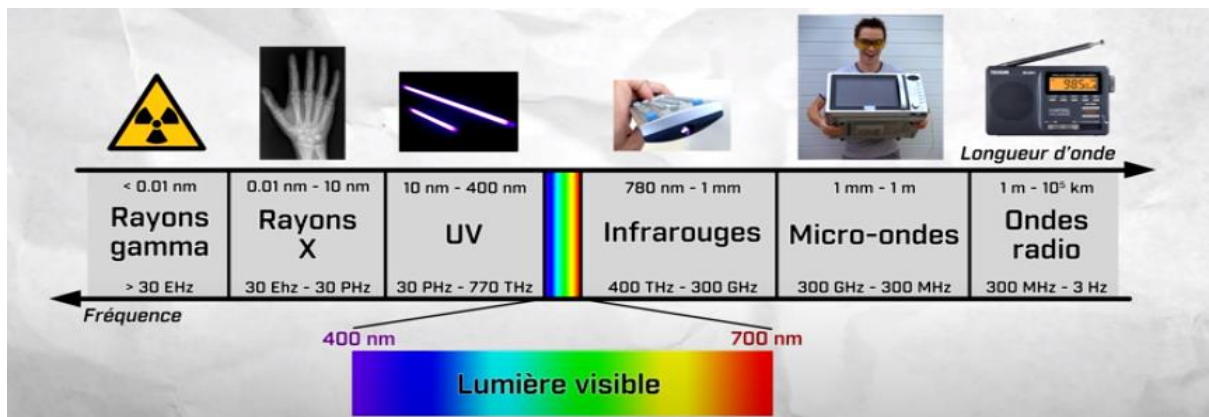 985
Longueur d'onde
< 0.01 nm
Rayons
gamma
> 30 EHz
0.01 nm - 10 nm
Rayons
X
30 Ehz - 30 PHz
10 nm - 400 nm
UV
30 PHz - 770 THz
780 nm - 1 mm
Infrarouges
400 THz - 300 GHz
1 mm - 1 m
Micro-ondes
300 GHz - 300 MHz
1 m - 10⁵ km
Ondes
radio
300 MHz - 3 Hz
Fréquence
400 nm
700 nm
Lumière visible